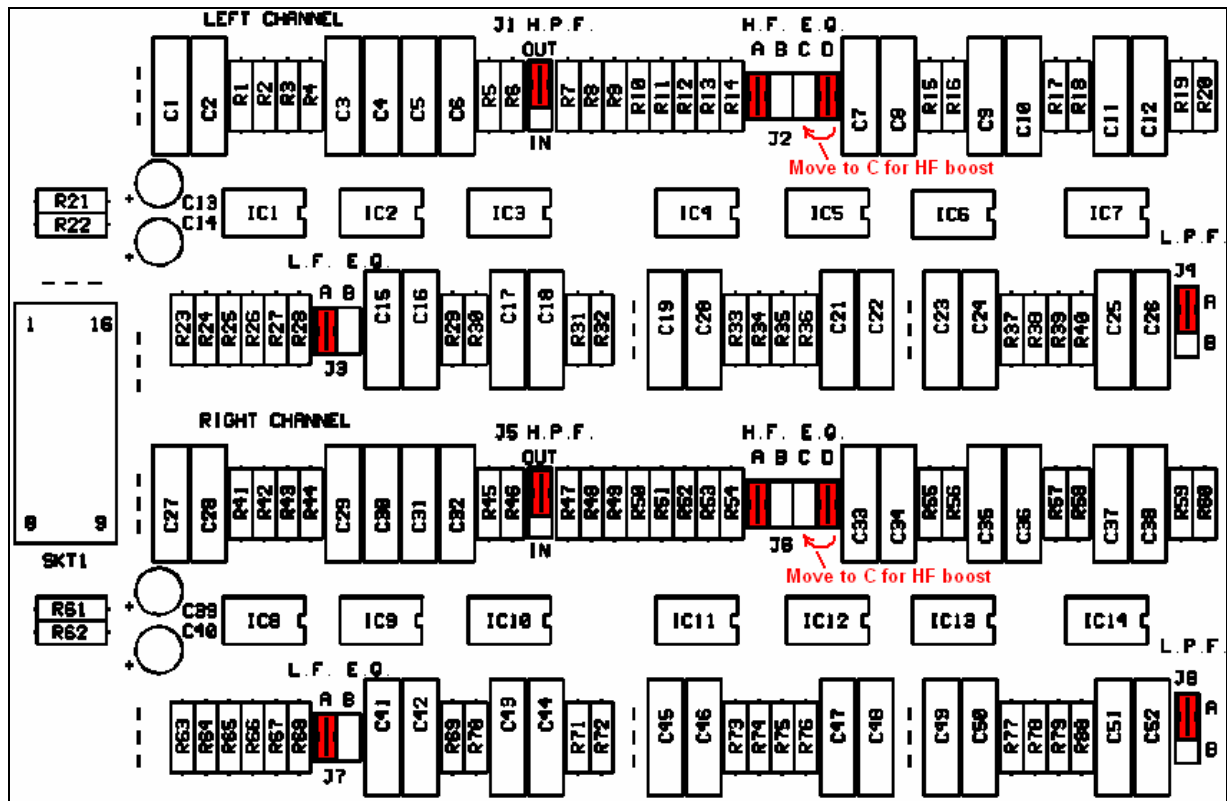 LEFT CHANNEL
J1 H.P.F.
OUT
IN
H.F. E.Q.
A B C D
J2
Move to C for HF boost
C1 C2 R1 R2 R3 R4 C3 C4 C5 C6 R5 R6 R7 R8 R9 R10 R11 R12 R13 R14 C7 C8 R15 R16 C9 C10 R17 R18 C11 C12 R19 R20
R21
R22
+ C13
+ C14
IC1 IC2 IC3 IC4 IC5 IC6 IC7
L.P.F.
J4
A
B
L.F. E.Q.
A B
J3
R23 R24 R25 R26 R27 R28 C15 C16 R29 R30 C17 C18 R31 R32 C19 C20 R33 R34 R35 R36 C21 C22 C23 C24 R37 R38 R39 R40 C25 C26
1 16
8 9
SKT1
RIGHT CHANNEL
J5 H.P.F.
OUT
IN
H.F. E.Q.
A B C D
J6
Move to C for HF boost
C27 C28 R41 R42 R43 R44 C29 C30 C31 C32 R45 R46 R47 R48 R49 R50 R51 R52 R53 R54 C33 C34 R55 R56 C35 C36 R57 R58 C37 C38 R59 R60
R61
R62
+ C39
+ C40
IC8 IC9 IC10 IC11 IC12 IC13 IC14
L.P.F.
J8
A
B
L.F. E.Q.
A B
J7
R63 R64 R65 R66 R67 R68 C41 C42 R69 R70 C43 C44 R71 R72 C45 C46 R73 R74 R75 R76 C47 C48 C49 C50 R77 R78 R79 R80 C51 C52